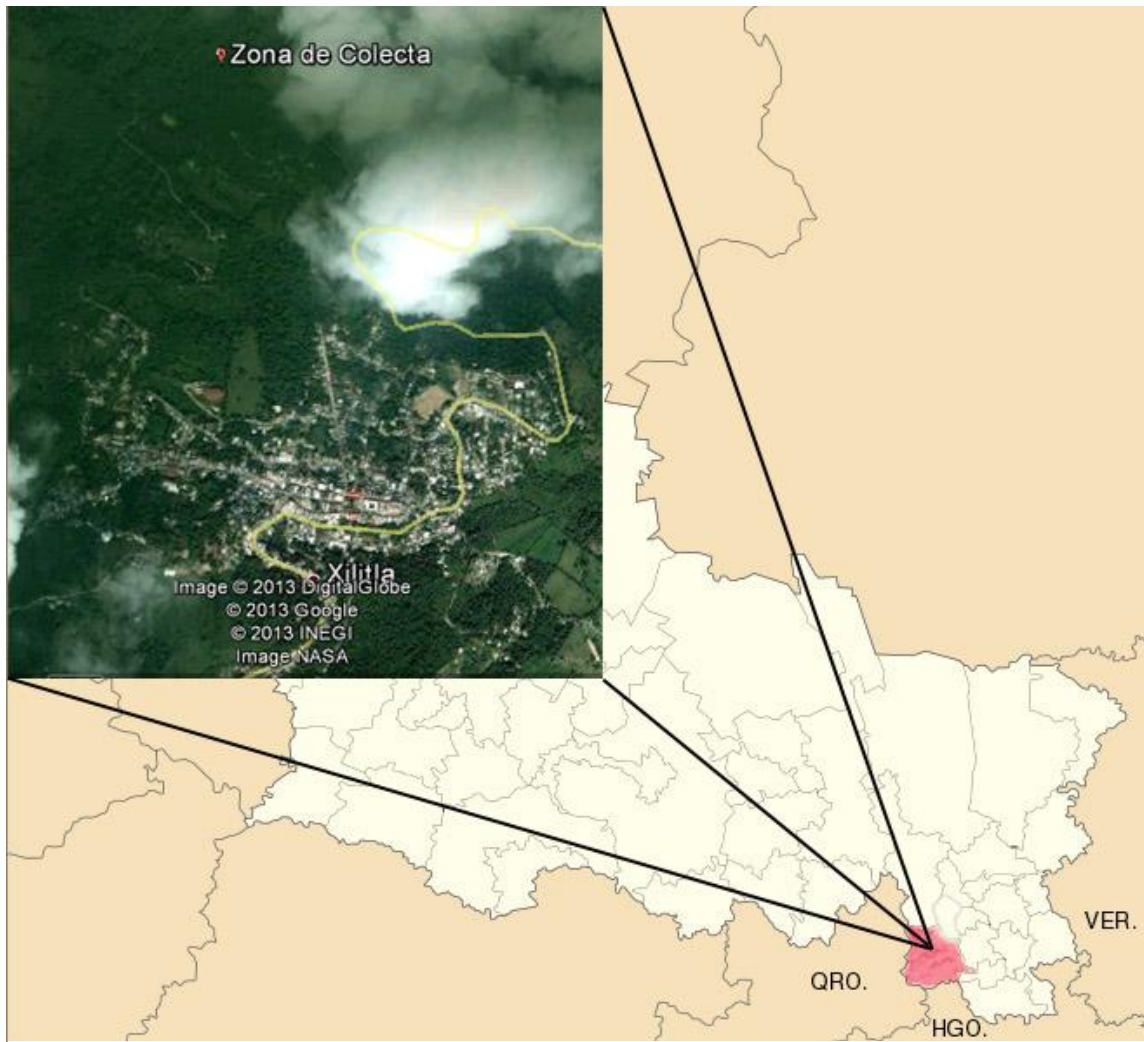 Zona de Colecta
Xilitla
Image © 2013 DigitalGlobe
© 2013 Google
© 2013 INEGI
Image NASA
VER.
QRO.
HGO.